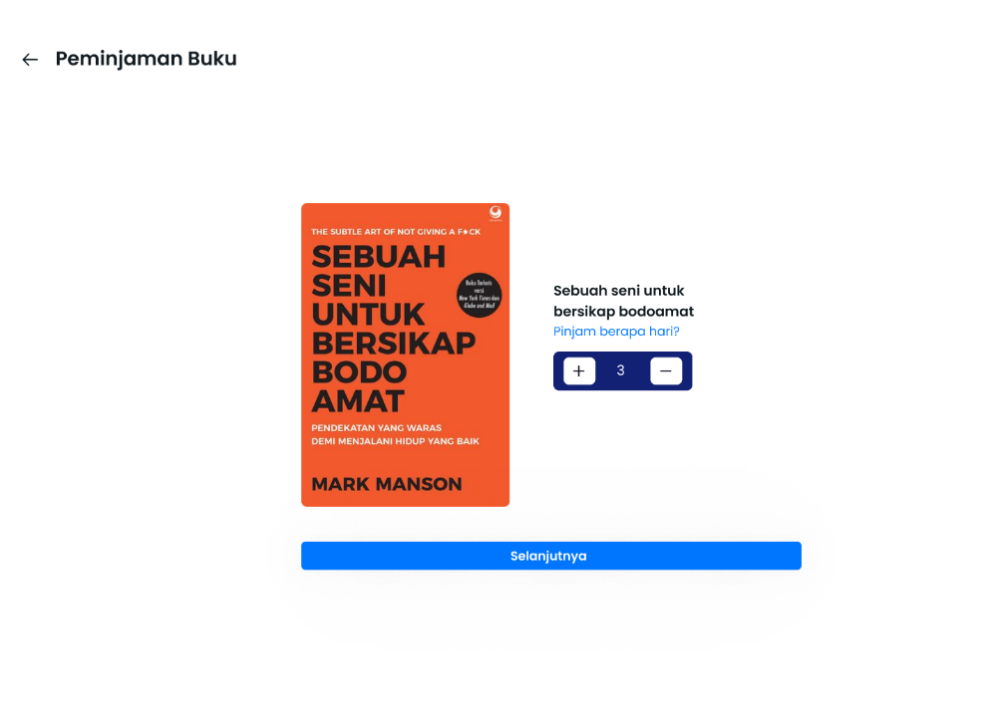 Peminjaman Buku
THE SUBTLE ART OF NOT GIVING A F*CK
SEBUAH
SENI
UNTUK
BERSIKAP
BODO
AMAT
Buku Terlaris
versi
New York Times dan
Globe and Mail
PENDEKATAN YANG WARAS
DEMI MENJALANI HIDUP YANG BAIK
MARK MANSON
Sebuah seni untuk
bersikap bodoamat
Pinjam berapa hari?
+ 3 −
Selanjutnya